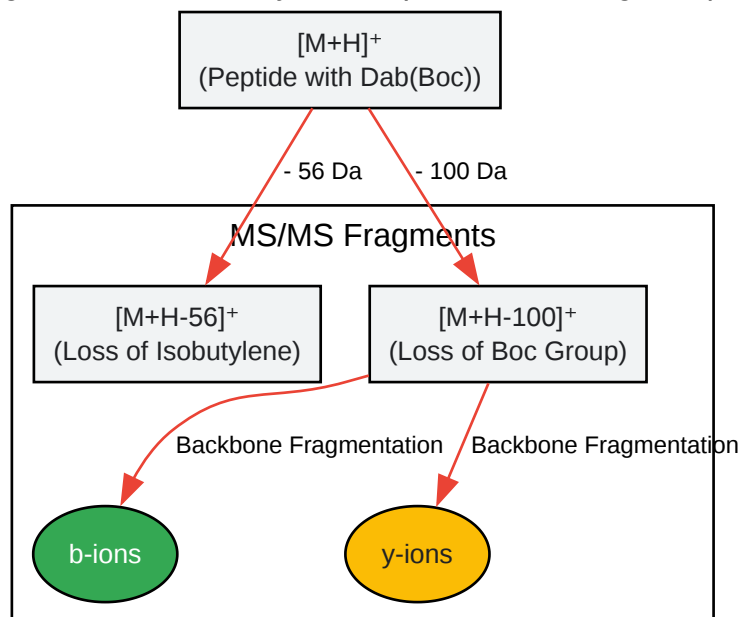 [M+H]⁺
(Peptide with Dab(Boc))
- 56 Da
- 100 Da
MS/MS Fragments
[M+H-56]⁺
(Loss of Isobutylene)
[M+H-100]⁺
(Loss of Boc Group)
Backbone Fragmentation
Backbone Fragmentation
b-ions
y-ions